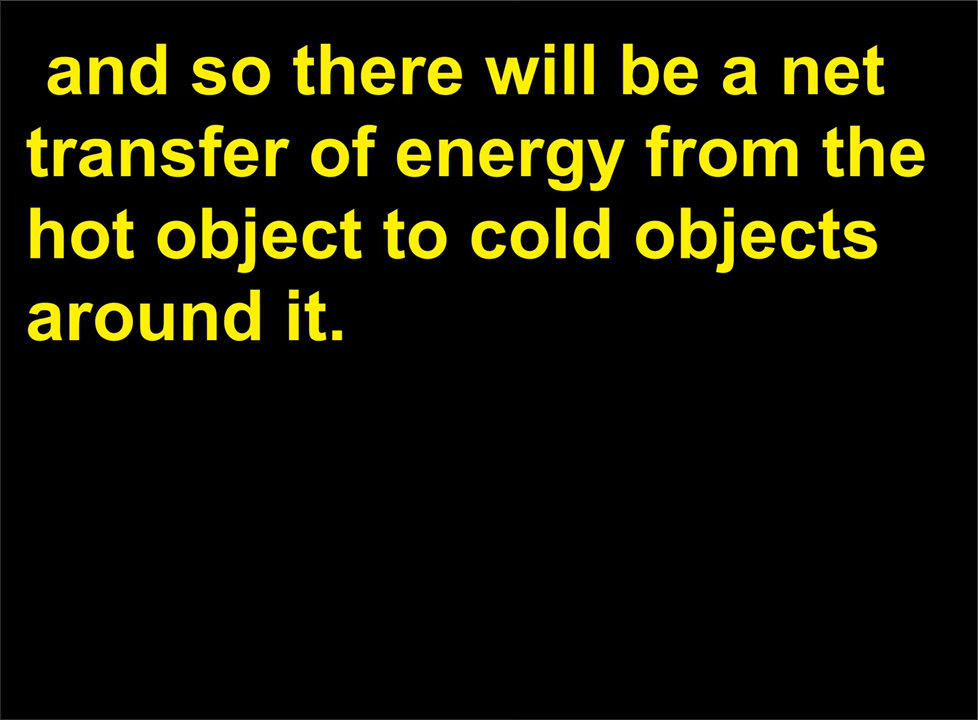 and so there will be a net
transfer of energy from the
hot object to cold objects
around it.